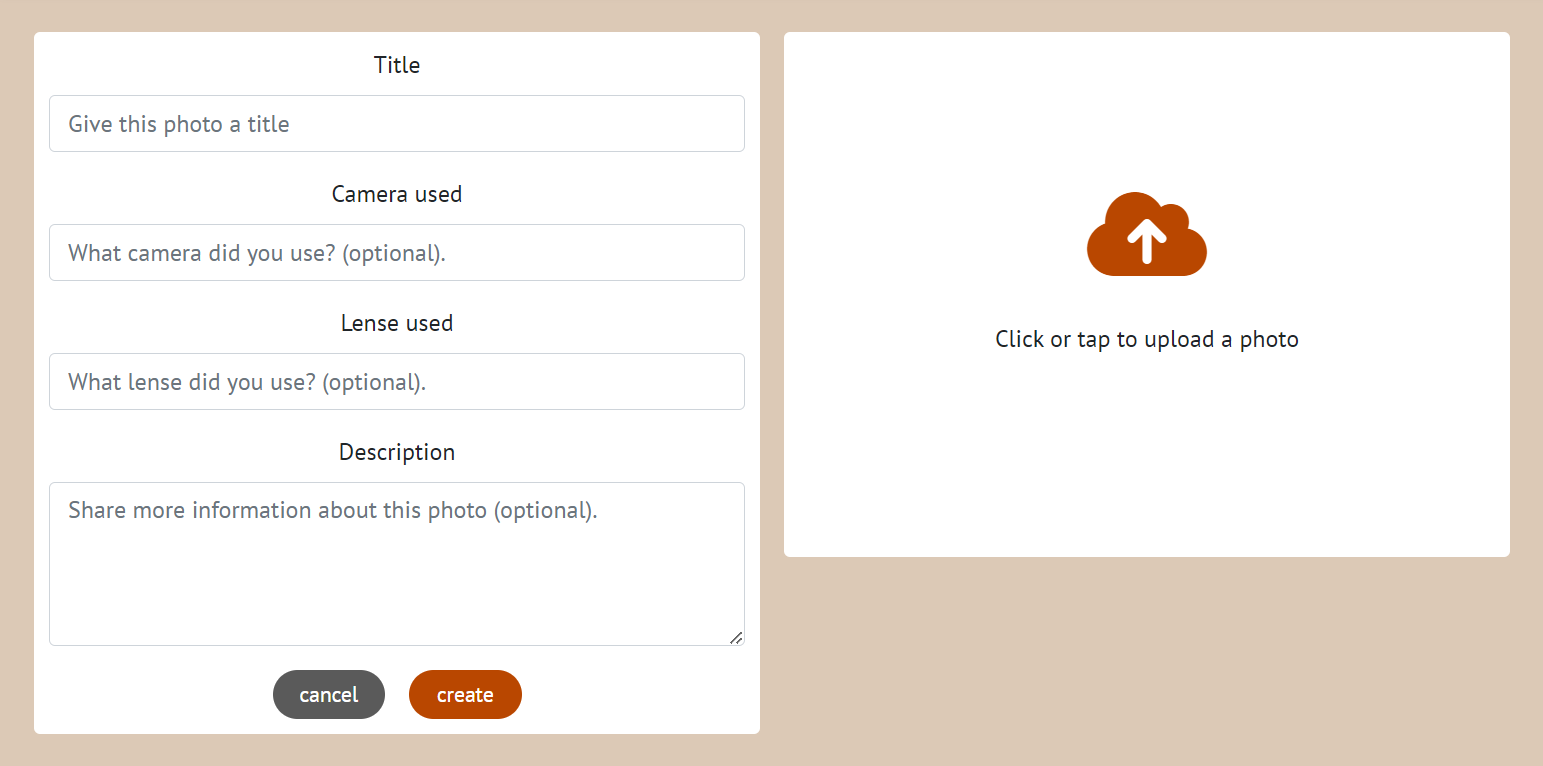 Title
Give this photo a title
Camera used
What camera did you use? (optional).
Lense used
What lense did you use? (optional).
Description
Share more information about this photo (optional).
cancel
create
Click or tap to upload a photo